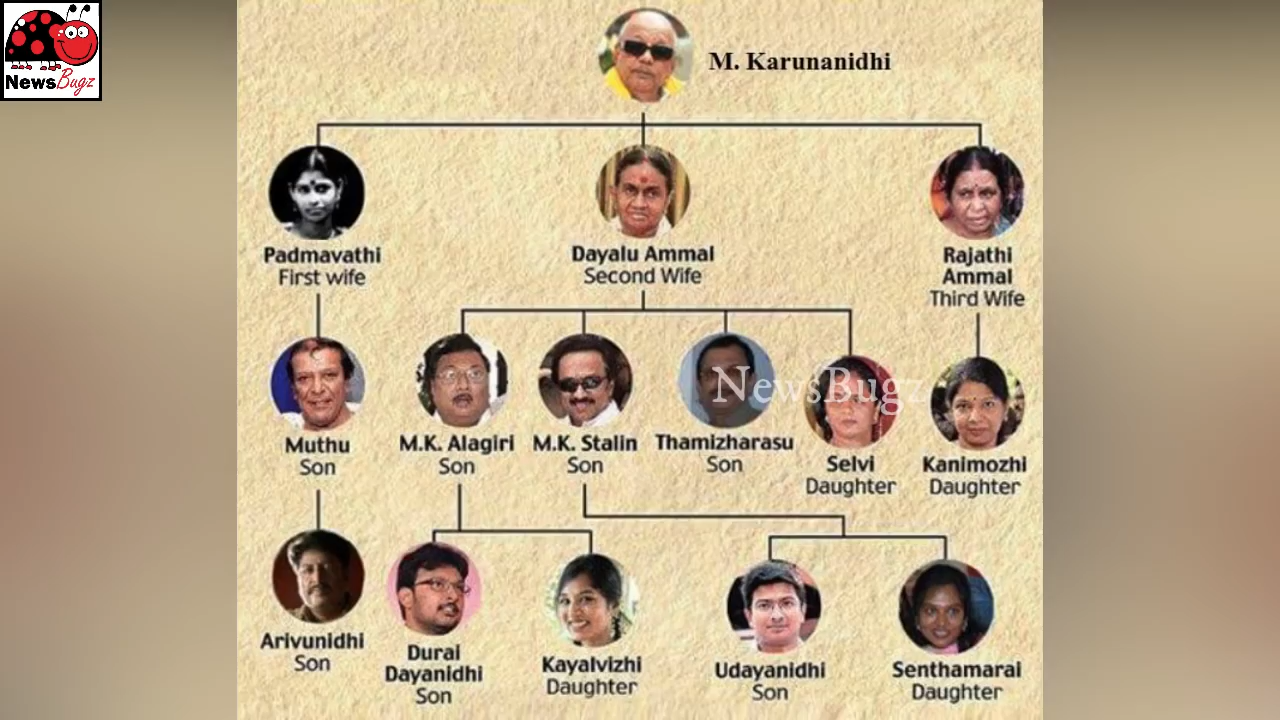 NewsBugz
M. Karunanidhi
Padmavathi
First wife
Dayalu Ammal
Second Wife
Rajathi
Ammal
Third Wife
Muthu
Son
M.K. Alagiri
Son
M.K. Stalin
Son
Thamizharasu
Son
NewsBugz
Selvi
Daughter
Kanimozhi
Daughter
Arivunidhi
Son
Durai
Dayanidhi
Son
Kayalvizhi
Daughter
Udayanidhi
Son
Senthamarai
Daughter